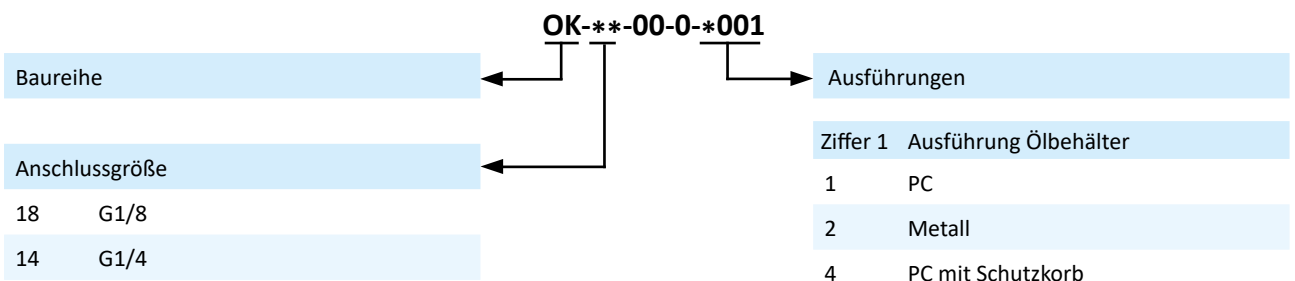 OK-**-00-0-*001
Baureihe
Ausführungen
Anschlussgröße
18 G1/8
14 G1/4
Ziffer 1 Ausführung Ölbehälter
1 PC
2 Metall
4 PC mit Schutzkorb